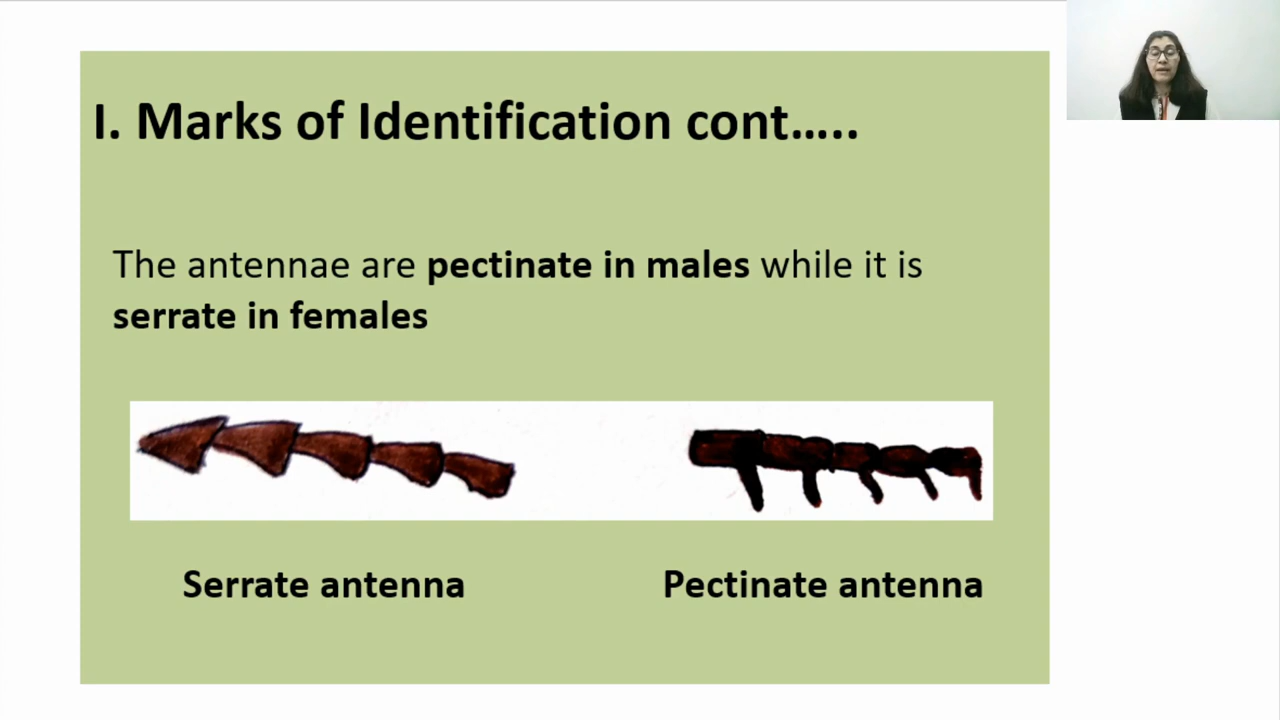 I. Marks of Identification cont.....
The antennae are pectinate in males while it is
serrate in females
Serrate antenna
Pectinate antenna